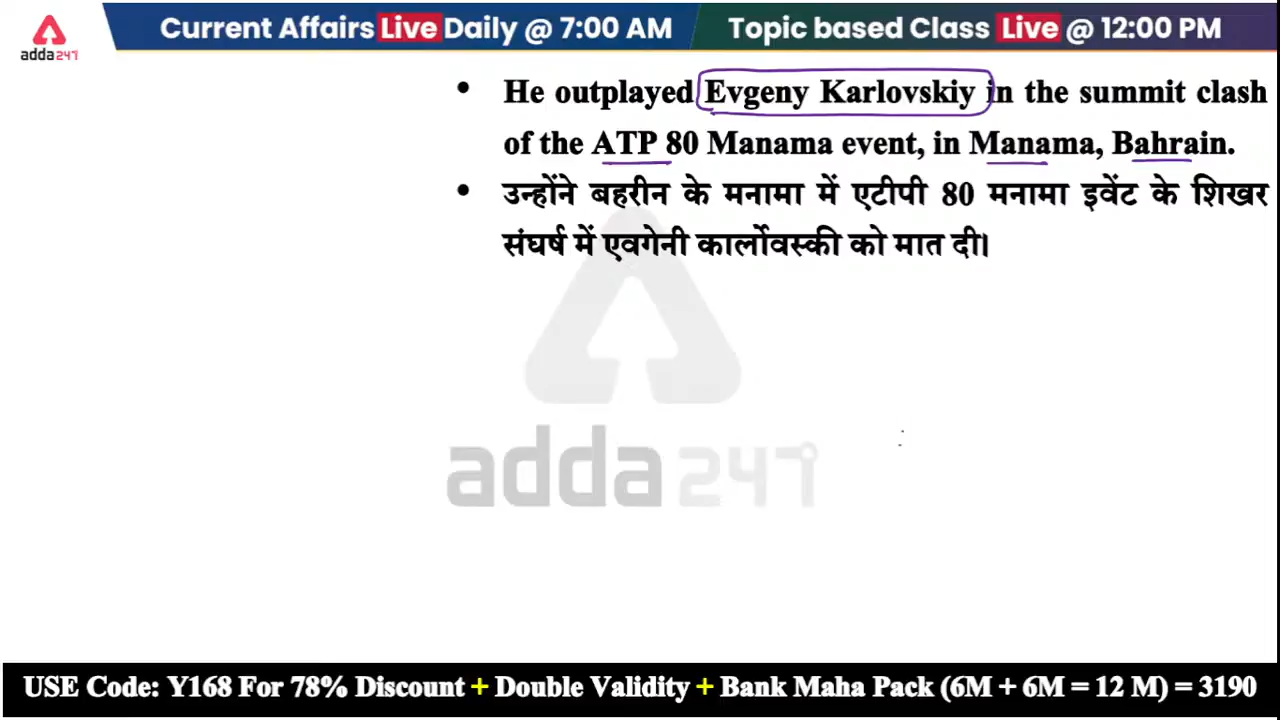 Current Affairs Live Daily @ 7:00 AM
Topic based Class Live @ 12:00 PM
adda247
• He outplayed Evgeny Karlovskiy in the summit clash
of the ATP 80 Manama event, in Manama, Bahrain.
• उन्होंने बहरीन के मनामा में एटीपी 80 मनामा इवेंट के शिखर
संघर्ष में एवगेनी कार्लोवस्की को मात दी।
adda247
USE Code: Y168 For 78% Discount + Double Validity + Bank Maha Pack (6M + 6M = 12 M) = 3190